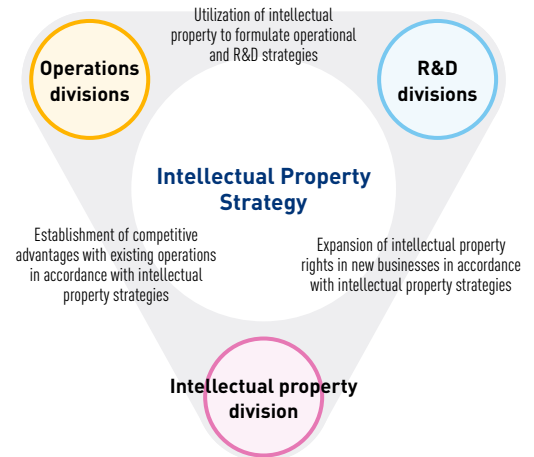 Utilization of intellectual
property to formulate operational
and R&D strategies
Operations
divisions
R&D
divisions
Intellectual Property
Strategy
Establishment of competitive
advantages with existing operations
in accordance with intellectual
property strategies
Expansion of intellectual property
rights in new businesses in accordance
with intellectual property strategies
Intellectual property
division